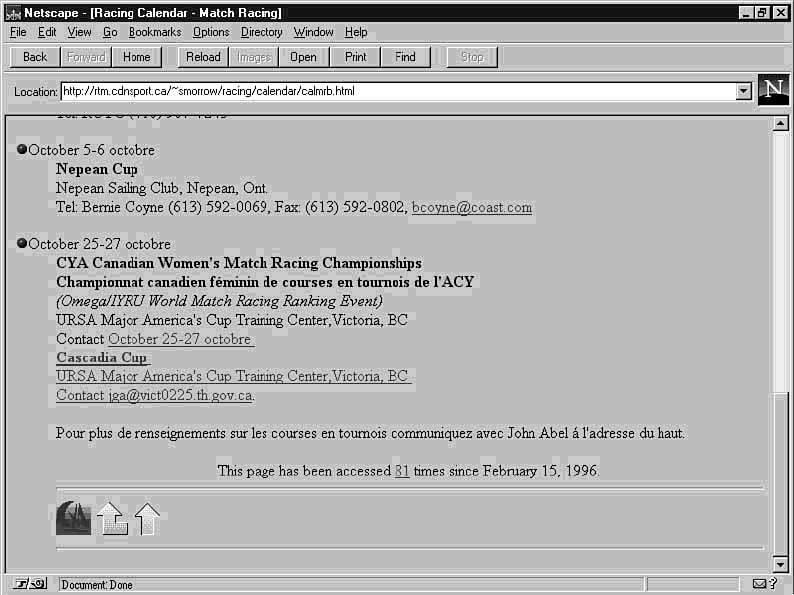 Netscape - [Racing Calendar - Match Racing]
File Edit View Go Bookmarks Options Directory Window Help
Back Forward Home Reload Images Open Print Find Stop
Location: http://rtm.cdnsport.ca/~smorrow/racing/calendar/calmrb.html
N
October 5-6 octobre
Nepean Cup
Nepean Sailing Club, Nepean, Ont.
Tel: Bernie Coyne (613) 592-0069, Fax: (613) 592-0802, bcoyne@coast.com
October 25-27 octobre
CYA Canadian Women's Match Racing Championships
Championnat canadien féminin de courses en tournois de l'ACY
(Omega/IYRU World Match Racing Ranking Event)
URSA Major America's Cup Training Center,Victoria, BC
Contact October 25-27 octobre
Cascadia Cup
URSA Major America's Cup Training Center,Victoria, BC
Contact jga@vict0225.th.gov.ca.
Pour plus de renseignements sur les courses en tournois communiquez avec John Abel á l'adresse du haut.
This page has been accessed 81 times since February 15, 1996.
Document: Done
?